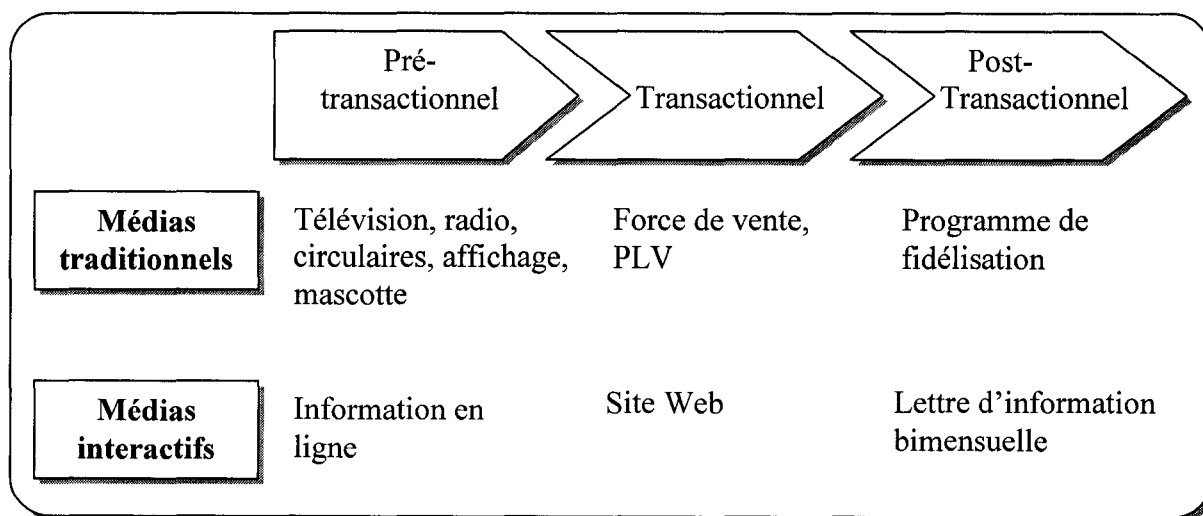 Pré-
transactionnel
Transactionnel
Post-
Transactionnel
Médias
traditionnels
Télévision, radio,
circulaires, affichage,
mascotte
Force de vente,
PLV
Programme de
fidélisation
Médias
interactifs
Information en
ligne
Site Web
Lettre d'information
bimensuelle